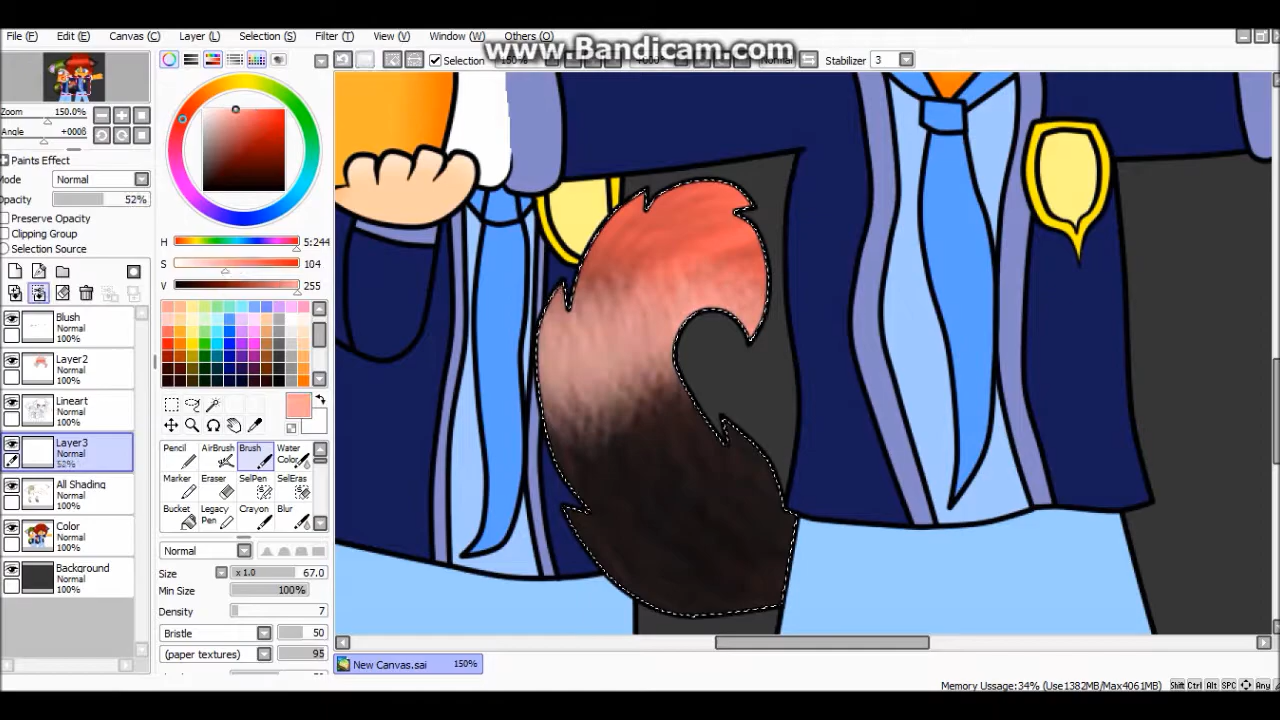 www.Bandicam.com
File (F) Edit (E) Canvas (C) Layer (L) Selection (S) Filter (T) View (V) Window (W) Others (O)
Selection 150% Normal Stabilizer 3
Zoom 150.0%
Angle +0008
Paints Effect
Mode Normal
Opacity 52%
Preserve Opacity
Clipping Group
Selection Source
H 5:244
S 104
V 255
Blush
Normal
100%
Layer2
Normal
100%
Lineart
Normal
100%
Layer3
Normal
52%
All Shading
Normal
100%
Color
Normal
100%
Background
Normal
100%
Pencil AirBrush Brush Water Color
Marker Eraser SelPen SelEras
Bucket Legacy Pen Crayon Blur
Normal
Size x 1.0 67.0
Min Size 100%
Density 7
Bristle 50
(paper textures) 95
New Canvas.sai 150%
Memory Ussage:34% (Use1382MB/Max4061MB) Shift Ctrl Alt SPC Any